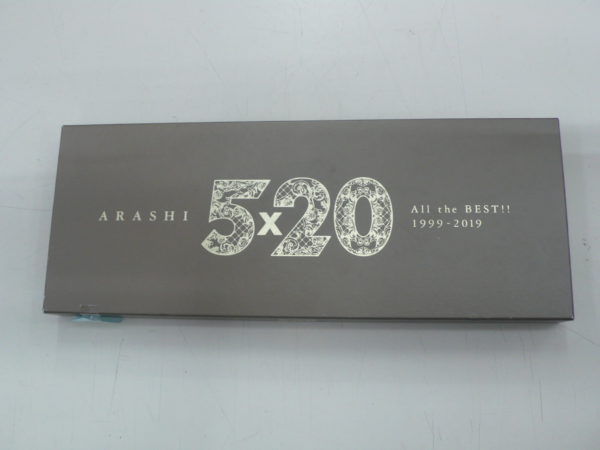 ARASHI
5x20
All the BEST!!
1999-2019